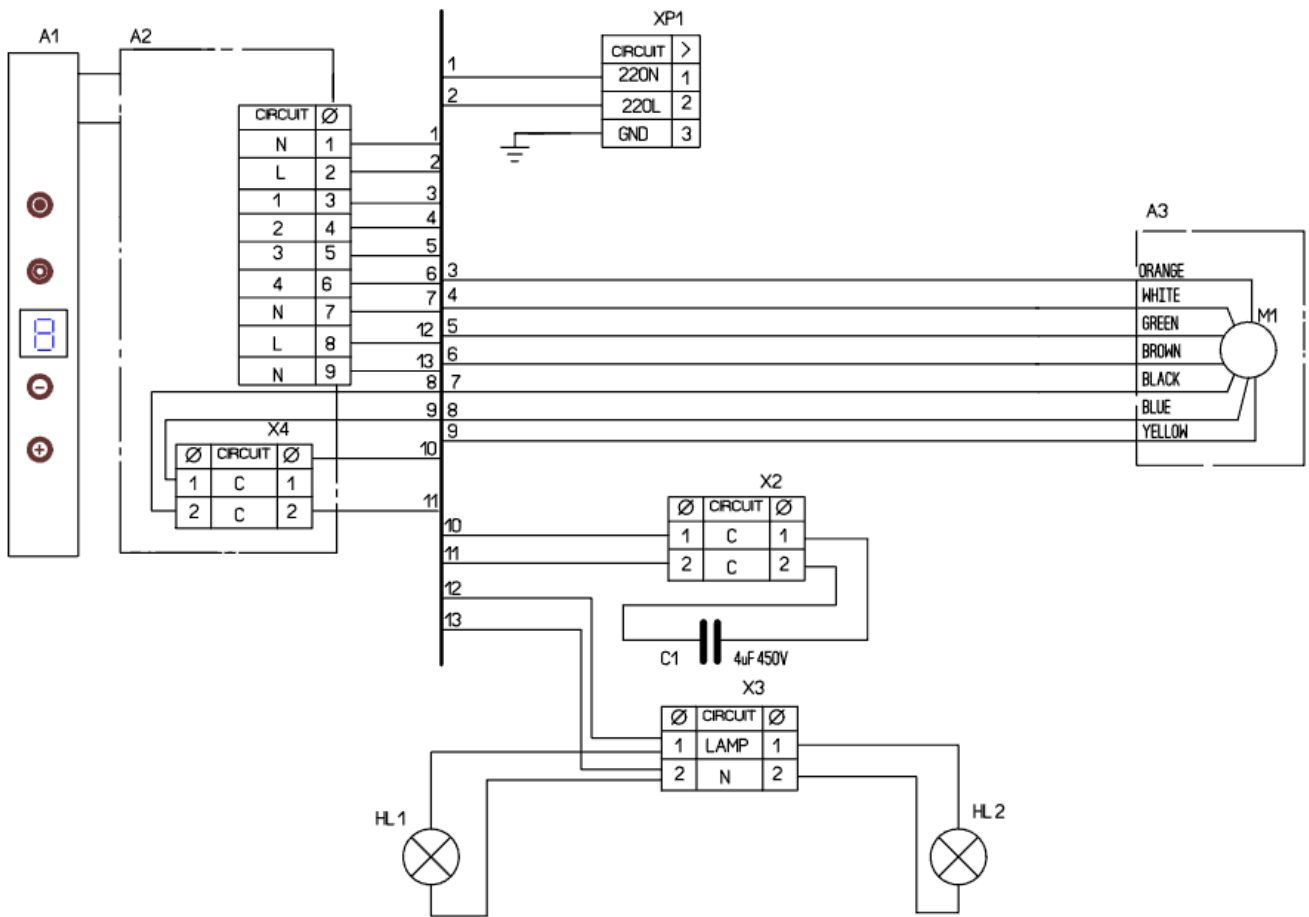 A1
A2
XP1
CIRCUIT >
220N 1
220L 2
GND 3
1
2
CIRCUIT Ø
N 1
L 2
1 3
2 4
3 5
4 6
N 7
L 8
N 9
1
2
3
4
5
6
7
12
13
8
9
10
11
3
4
5
6
7
8
9
10
11
12
13
A3
ORANGE
WHITE
GREEN
BROWN
BLACK
BLUE
YELLOW
M1
X4
Ø CIRCUIT Ø
1 C 1
2 C 2
X2
Ø CIRCUIT Ø
1 C 1
2 C 2
C1 4uF 450V
X3
Ø CIRCUIT Ø
1 LAMP 1
2 N 2
HL1
HL2
8